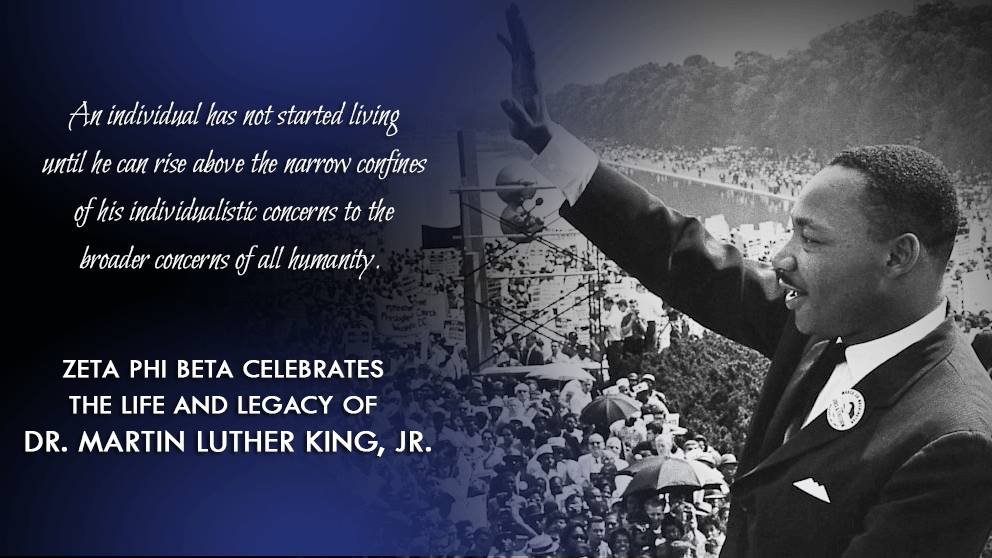 An individual has not started living
until he can rise above the narrow confines
of his individualistic concerns to the
broader concerns of all humanity.
ZETA PHI BETA CELEBRATES
THE LIFE AND LEGACY OF
DR. MARTIN LUTHER KING, JR.